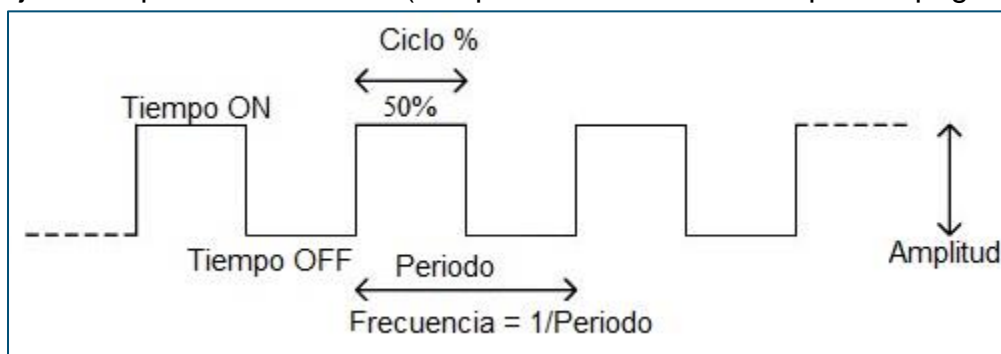 Ciclo %
Tiempo ON 50%
Tiempo OFF Periodo Amplitud
Frecuencia = 1/Periodo